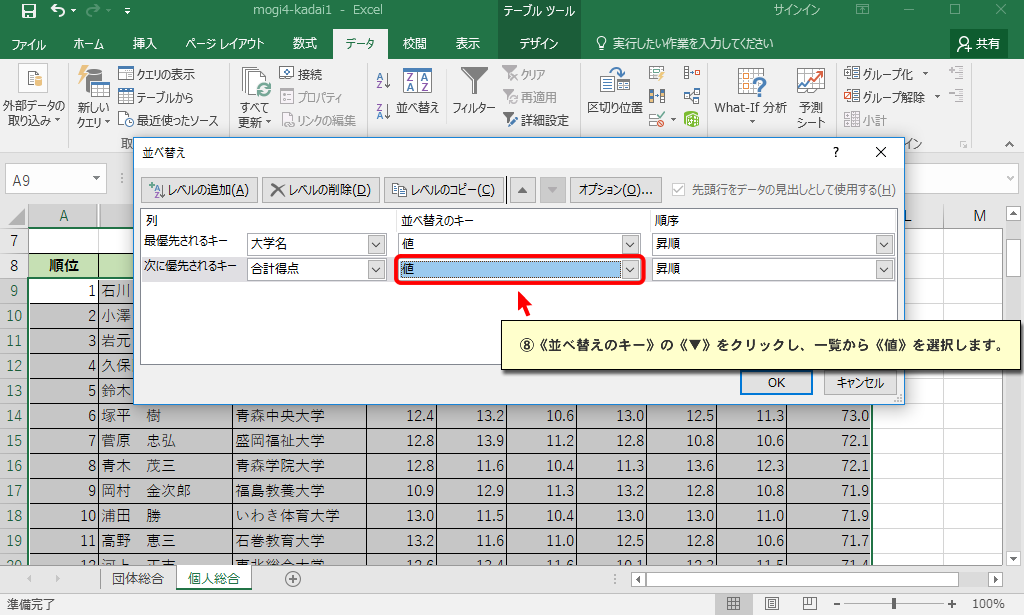 mogi4-kadai1 - Excel
テーブル ツール
サインイン
ファイル ホーム 挿入 ページ レイアウト 数式 データ 校閲 表示 デザイン 実行したい作業を入力してください 共有
外部データの取り込み
新しいクエリ
クエリの表示
テーブルから
最近使ったソース
すべて更新
接続
プロパティ
リンクの編集
並べ替え
フィルター
クリア
再適用
詳細設定
区切り位置
What-If 分析
予測シート
グループ化
グループ解除
小計
取
イン
A9
並べ替え ?
レベルの追加(A) レベルの削除(D) レベルのコピー(C) オプション(O)... 先頭行をデータの見出しとして使用する(H)
列 並べ替えのキー 順序
最優先されるキー 大学名 値 昇順
次に優先されるキー 合計得点 値 昇順
⑧《並べ替えのキー》の《▼》をクリックし、一覧から《値》を選択します。
OK キャンセル
A L M
7
8 順位
9 1 石川
10 2 小澤
11 3 岩元
12 4 久保
13 5 鈴木
14 6 塚平 樹 青森中央大学 12.4 13.2 10.6 13.0 12.5 11.3 73.0
15 7 菅原 忠弘 盛岡福祉大学 12.8 13.9 11.2 12.8 10.8 10.6 72.1
16 8 青木 茂三 青森学院大学 12.8 11.6 10.4 11.3 13.6 12.3 72.1
17 9 岡村 金次郎 福島教養大学 10.9 12.9 11.3 13.2 12.8 10.8 71.9
18 10 浦田 勝 いわき体育大学 13.0 11.5 10.4 13.0 13.0 11.0 71.9
19 11 高野 恵三 石巻教育大学 13.2 11.6 11.0 12.5 12.8 10.6 71.7
団体総合 個人総合
準備完了 100%